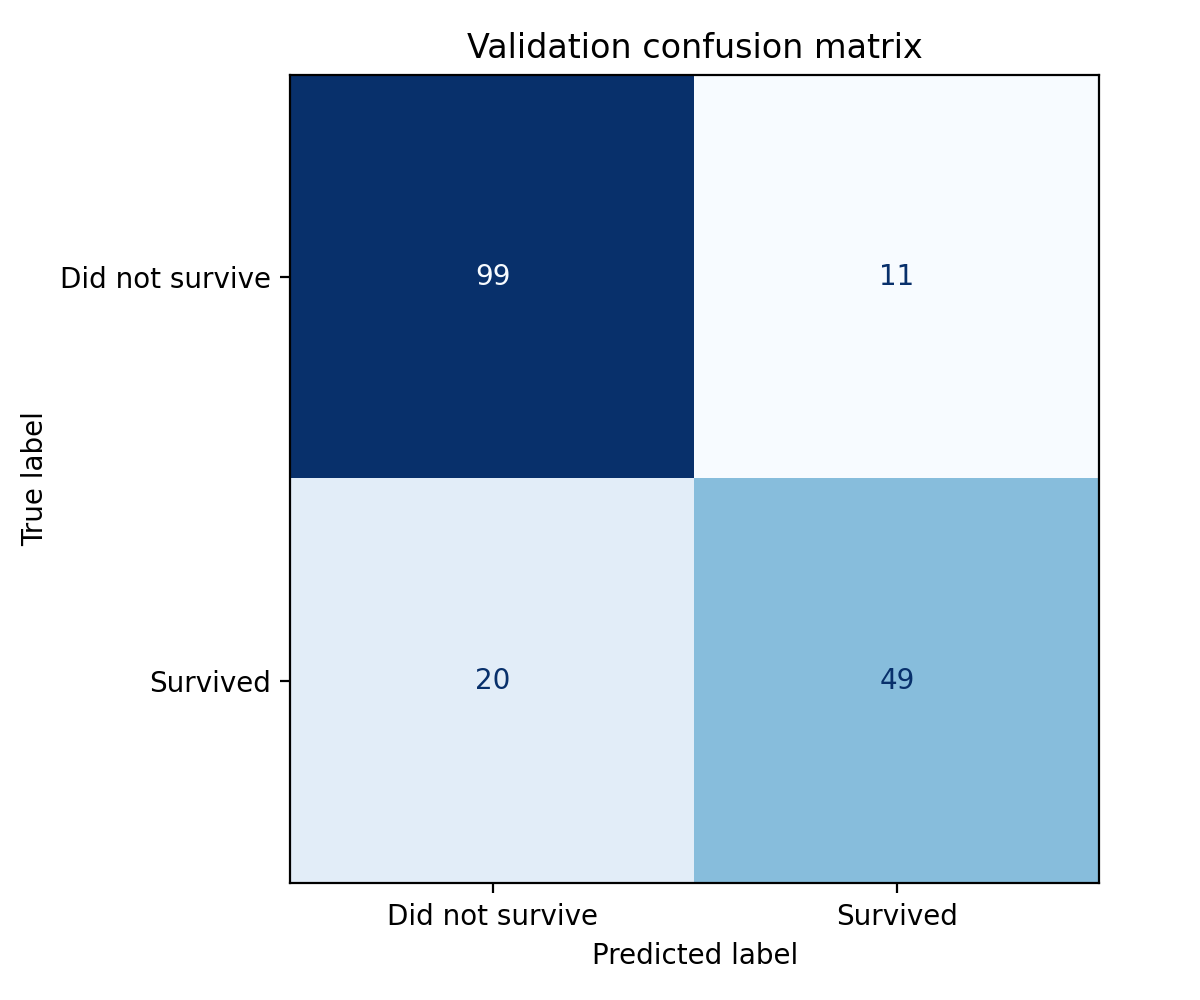 Validation confusion matrix
Did not survive
99
11
True label
Survived
20
49
Did not survive
Survived
Predicted label